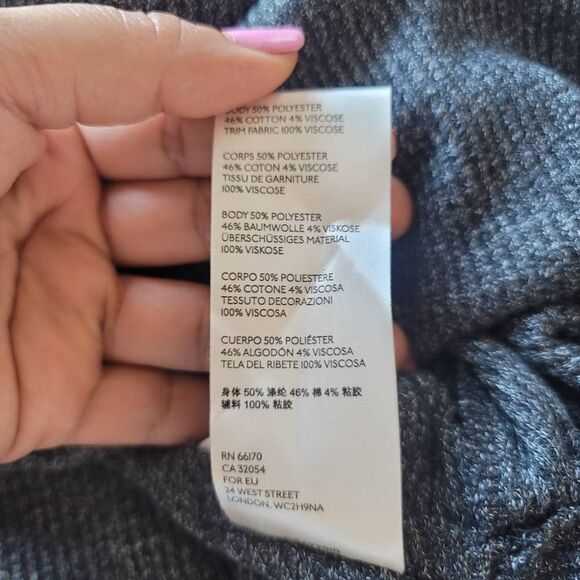 BODY 50% POLYESTER
46% COTTON 4% VISCOSE
TRIM FABRIC 100% VISCOSE
CORPS 50% POLYESTER
46% COTON 4% VISCOSE
TISSU DE GARNITURE
100% VISCOSE
BODY 50% POLYESTER
46% BAUMWOLLE 4% VISKOSE
ÜBERSCHÜSSIGES MATERIAL
100% VISKOSE
CORPO 50% POLIESTERE
46% COTONE 4% VISCOSA
TESSUTO DECORAZIONI
100% VISCOSA
CUERPO 50% POLIÉSTER
46% ALGODÓN 4% VISCOSA
TELA DEL RIBETE 100% VISCOSA
身体 50% 涤纶 46% 棉 4% 粘胶
辅料 100% 粘胶
RN 66170
CA 32054
FOR EU
24 WEST STREET
LONDON, WC2H9NA